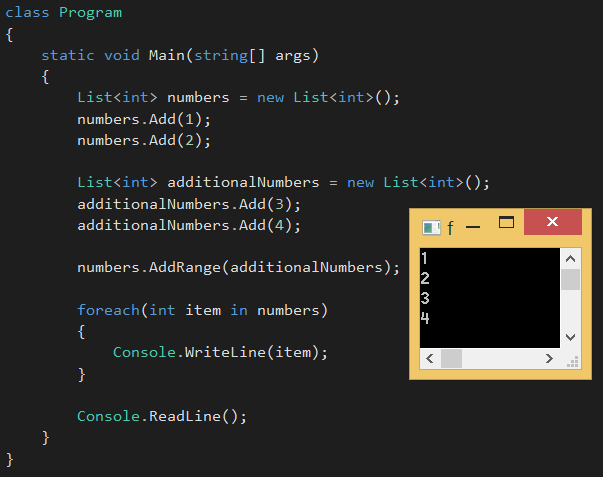 class Program
{
    static void Main(string[] args)
    {
        List<int> numbers = new List<int>();
        numbers.Add(1);
        numbers.Add(2);

        List<int> additionalNumbers = new List<int>();
        additionalNumbers.Add(3);
        additionalNumbers.Add(4);

        numbers.AddRange(additionalNumbers);

        foreach(int item in numbers)
        {
            Console.WriteLine(item);
        }

        Console.ReadLine();
    }
}
f
1
2
3
4